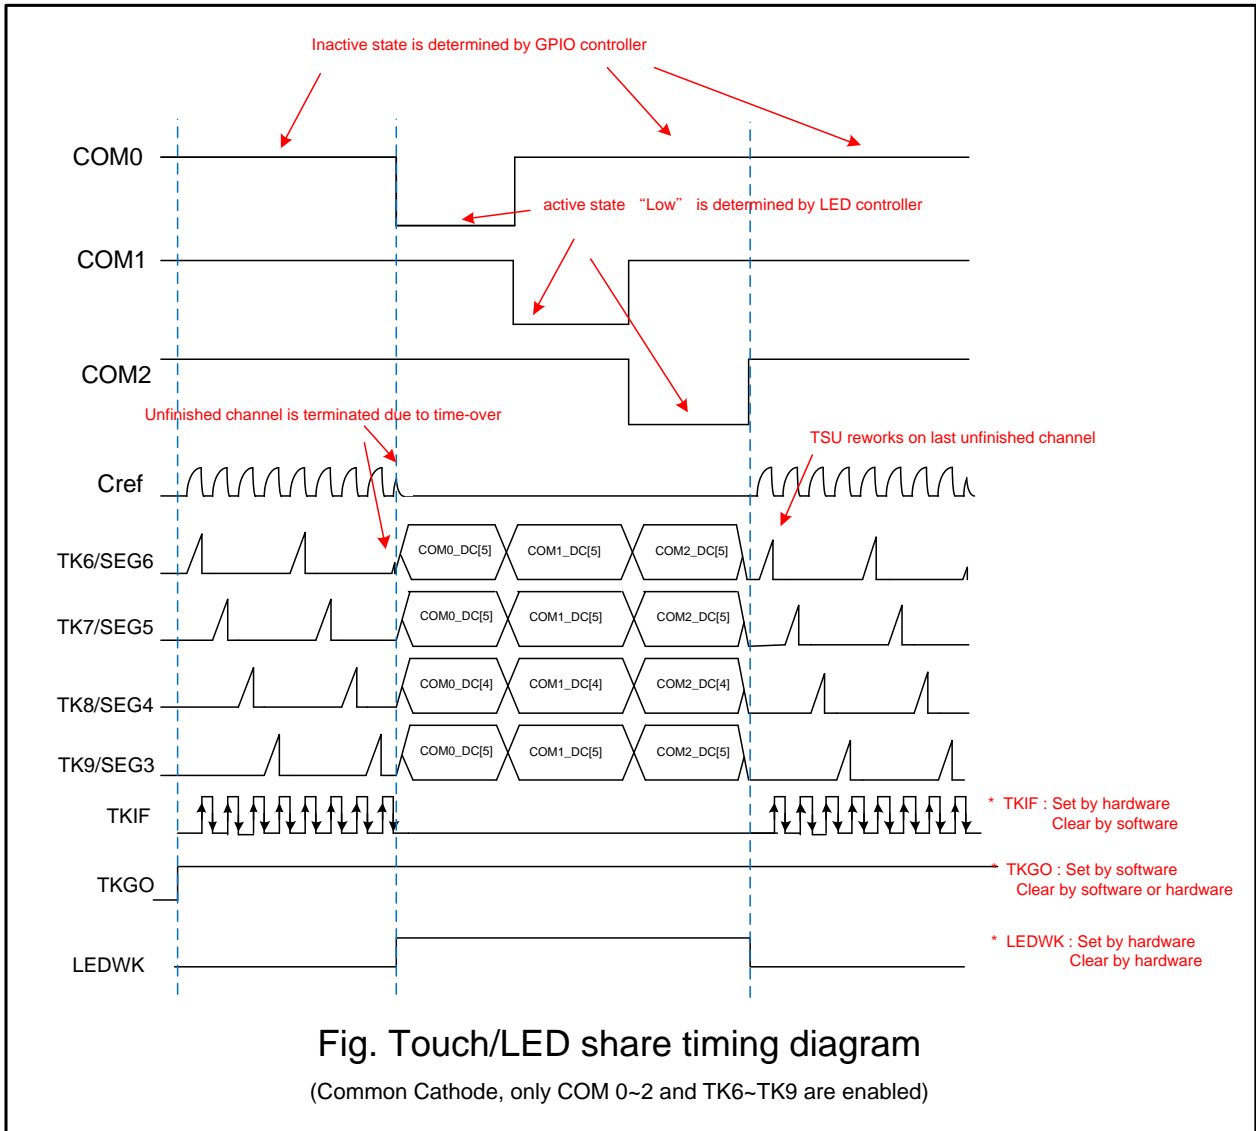 Inactive state is determined by GPIO controller
COM0
active state “Low” is determined by LED controller
COM1
COM2
Unfinished channel is terminated due to time-over
TSU reworks on last unfinished channel
Cref
TK6/SEG6
COM0_DC[5] COM1_DC[5] COM2_DC[5]
TK7/SEG5
COM0_DC[5] COM1_DC[5] COM2_DC[5]
TK8/SEG4
COM0_DC[4] COM1_DC[4] COM2_DC[4]
TK9/SEG3
COM0_DC[5] COM1_DC[5] COM2_DC[5]
TKIF
* TKIF : Set by hardware
Clear by software
TKGO
* TKGO : Set by software
Clear by software or hardware
LEDWK
* LEDWK : Set by hardware
Clear by hardware
Fig. Touch/LED share timing diagram
(Common Cathode, only COM 0~2 and TK6~TK9 are enabled)